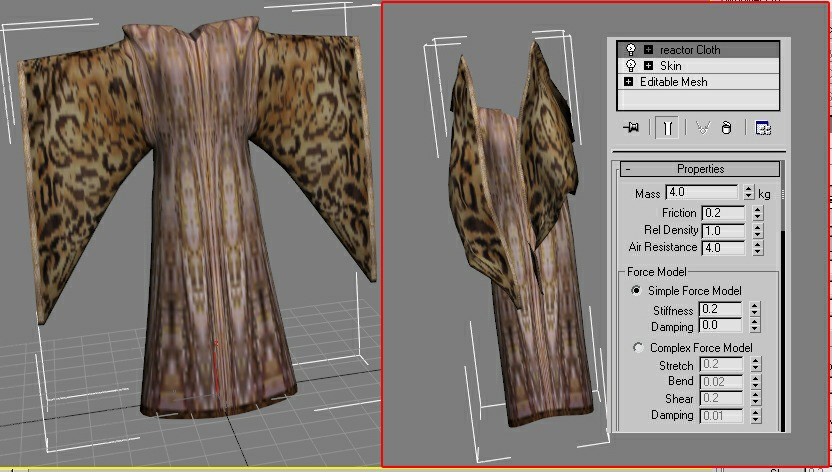 reactor Cloth
Skin
Editable Mesh
- Properties
Mass 4.0 kg
Friction 0.2
Rel Density 1.0
Air Resistance 4.0
Force Model
Simple Force Model
Stiffness 0.2
Damping 0.0
Complex Force Model
Stretch 0.2
Bend 0.02
Shear 0.2
Damping 0.01